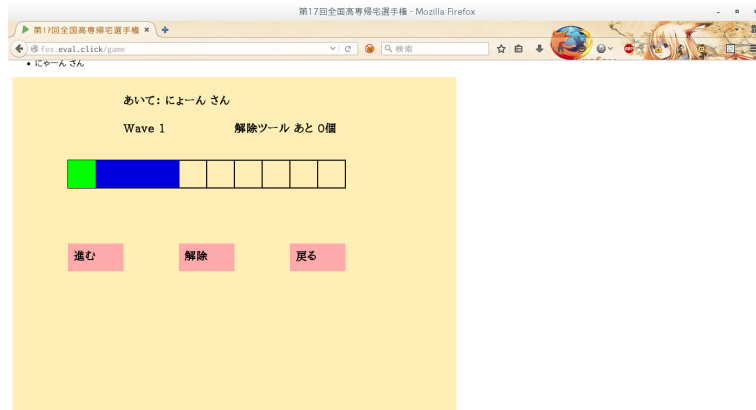 第17回全国高専帰宅選手権 - Mozilla Firefox
第17回全国高専帰宅選手権
fes.eval.click/game
検索
にゃーん さん
あいて: にょーん さん
Wave 1 解除ツール あと 0個
進む 解除 戻る